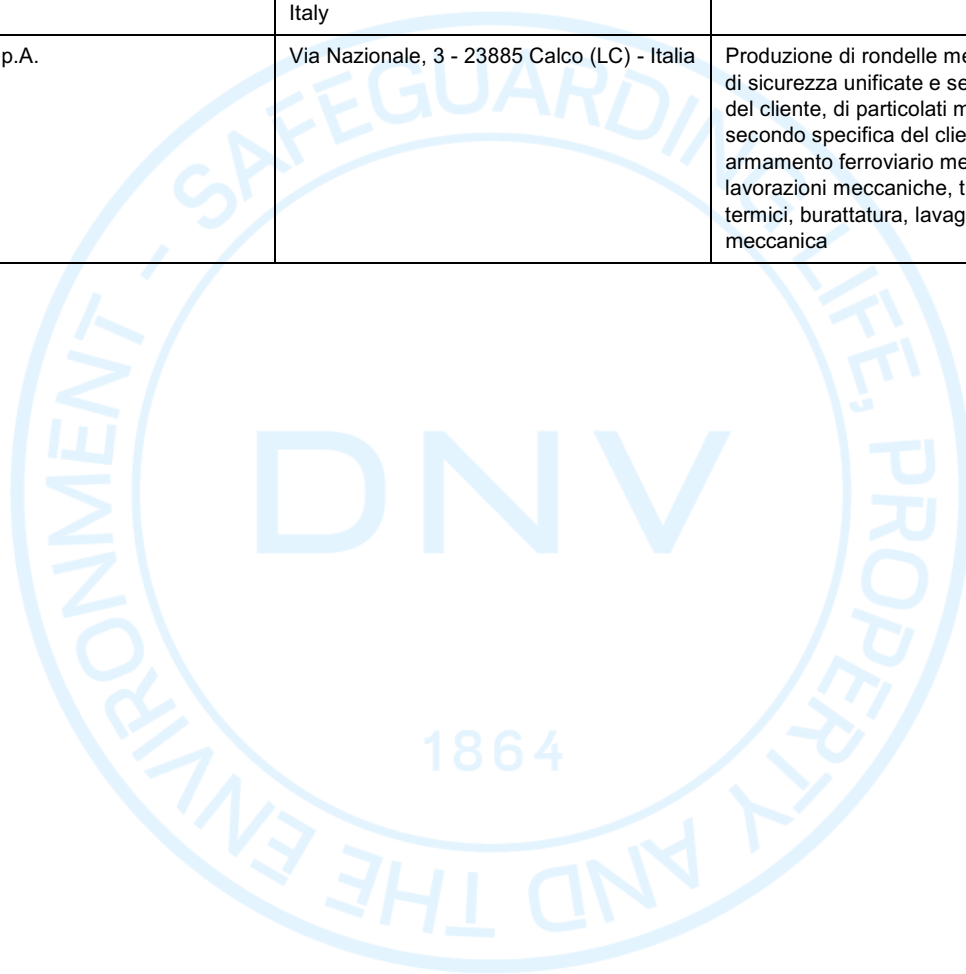 Italy
p.A.
Via Nazionale, 3 - 23885 Calco (LC) - Italia
Produzione di rondelle me
di sicurezza unificate e se
del cliente, di particolati m
secondo specifica del clie
armamento ferroviario me
lavorazioni meccaniche, t
termici, burattatura, lavag
meccanica
SAFEGUARDING LIFE, PROPERTY AND THE ENVIRONMENT -
DNV
1864